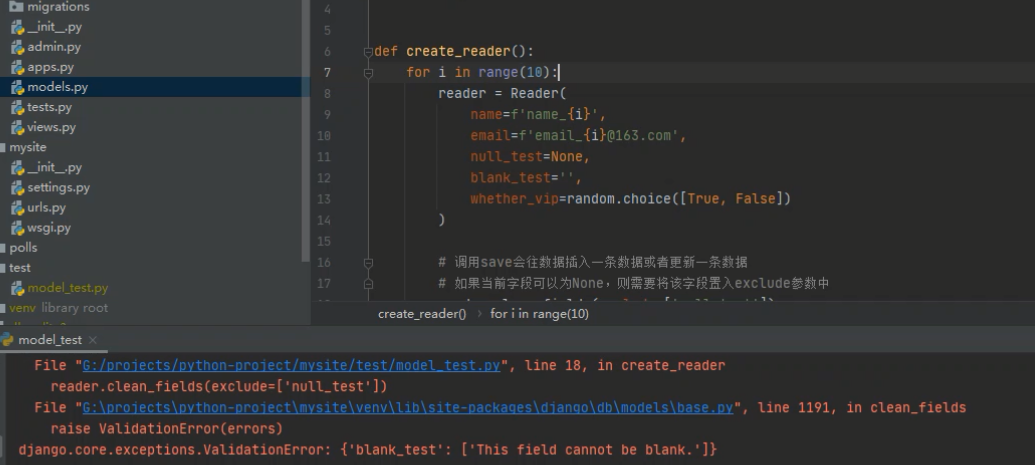 migrations
__init__.py
admin.py
apps.py
models.py
tests.py
views.py
mysite
__init__.py
settings.py
urls.py
wsgi.py
polls
test
model_test.py
venv library root
4
5
6 def create_reader():
7 for i in range(10):
8 reader = Reader(
9 name=f'name_{i}',
10 email=f'email_{i}@163.com',
11 null_test=None,
12 blank_test='',
13 whether_vip=random.choice([True, False])
14 )
15
16 # 调用save会往数据插入一条数据或者更新一条数据
17 # 如果当前字段可以为None，则需要将该字段置入exclude参数中
create_reader() › for i in range(10)
model_test ×
File "G:/projects/python-project/mysite/test/model_test.py", line 18, in create_reader
reader.clean_fields(exclude=['null_test'])
File "G:\projects\python-project\mysite\venv\lib\site-packages\django\db\models\base.py", line 1191, in clean_fields
raise ValidationError(errors)
django.core.exceptions.ValidationError: {'blank_test': ['This field cannot be blank.']}